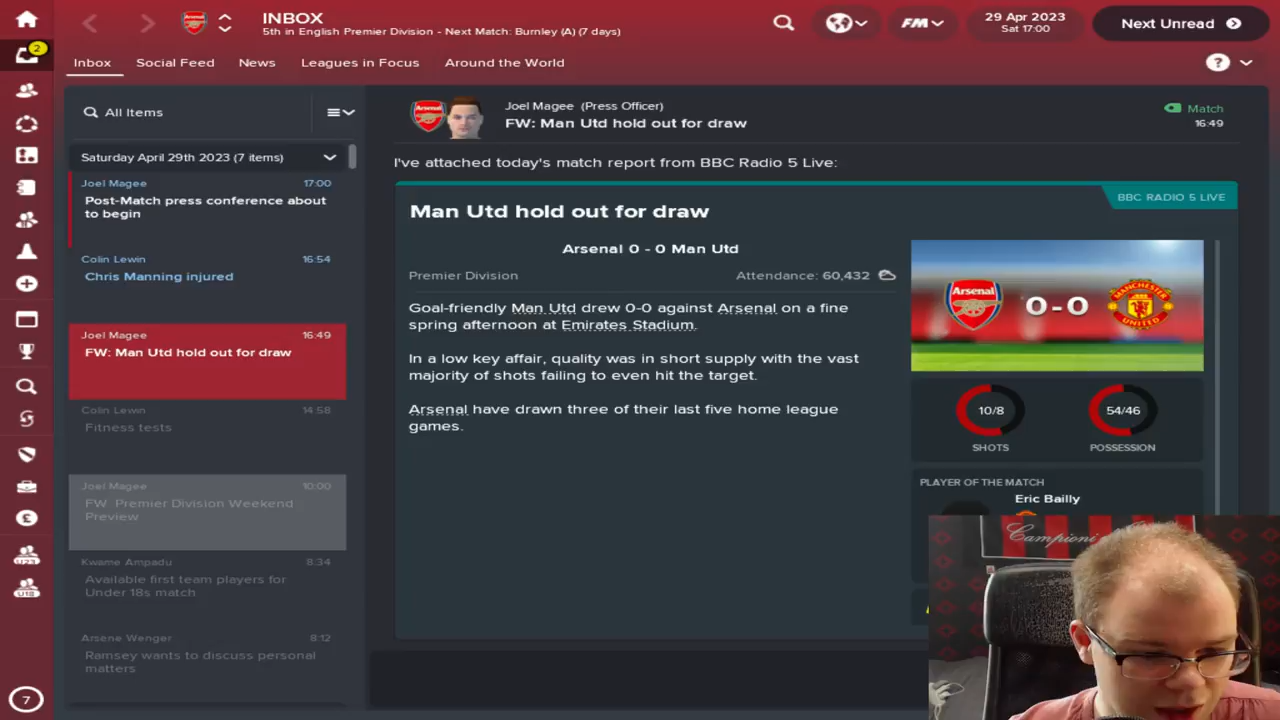 INBOX
5th in English Premier Division - Next Match: Burnley (A) (7 days)
FM
29 Apr 2023
Sat 17:00
Next Unread
2
Inbox
Social Feed
News
Leagues in Focus
Around the World
?
All Items
Saturday April 29th 2023 (7 items)
Joel Magee 17:00
Post-Match press conference about
to begin
Colin Lewin 16:54
Chris Manning injured
Joel Magee 16:49
FW: Man Utd hold out for draw
Colin Lewin 14:58
Fitness tests
Joel Magee 10:00
FW: Premier Division Weekend
Preview
Kwame Ampadu 8:34
Available first team players for
Under 18s match
Arsene Wenger 8:12
Ramsey wants to discuss personal
matters
U23
U18
7
Arsenal
Joel Magee (Press Officer)
FW: Man Utd hold out for draw
Match
16:49
I've attached today's match report from BBC Radio 5 Live:
BBC RADIO 5 LIVE
Man Utd hold out for draw
Arsenal 0 - 0 Man Utd
Premier Division
Attendance: 60,432
Goal-friendly Man Utd drew 0-0 against Arsenal on a fine
spring afternoon at Emirates Stadium.
In a low key affair, quality was in short supply with the vast
majority of shots failing to even hit the target.
Arsenal have drawn three of their last five home league
games.
Arsenal
0-0
MANCHESTER
UNITED
10/8
SHOTS
54/46
POSSESSION
PLAYER OF THE MATCH
Eric Bailly
Campioni